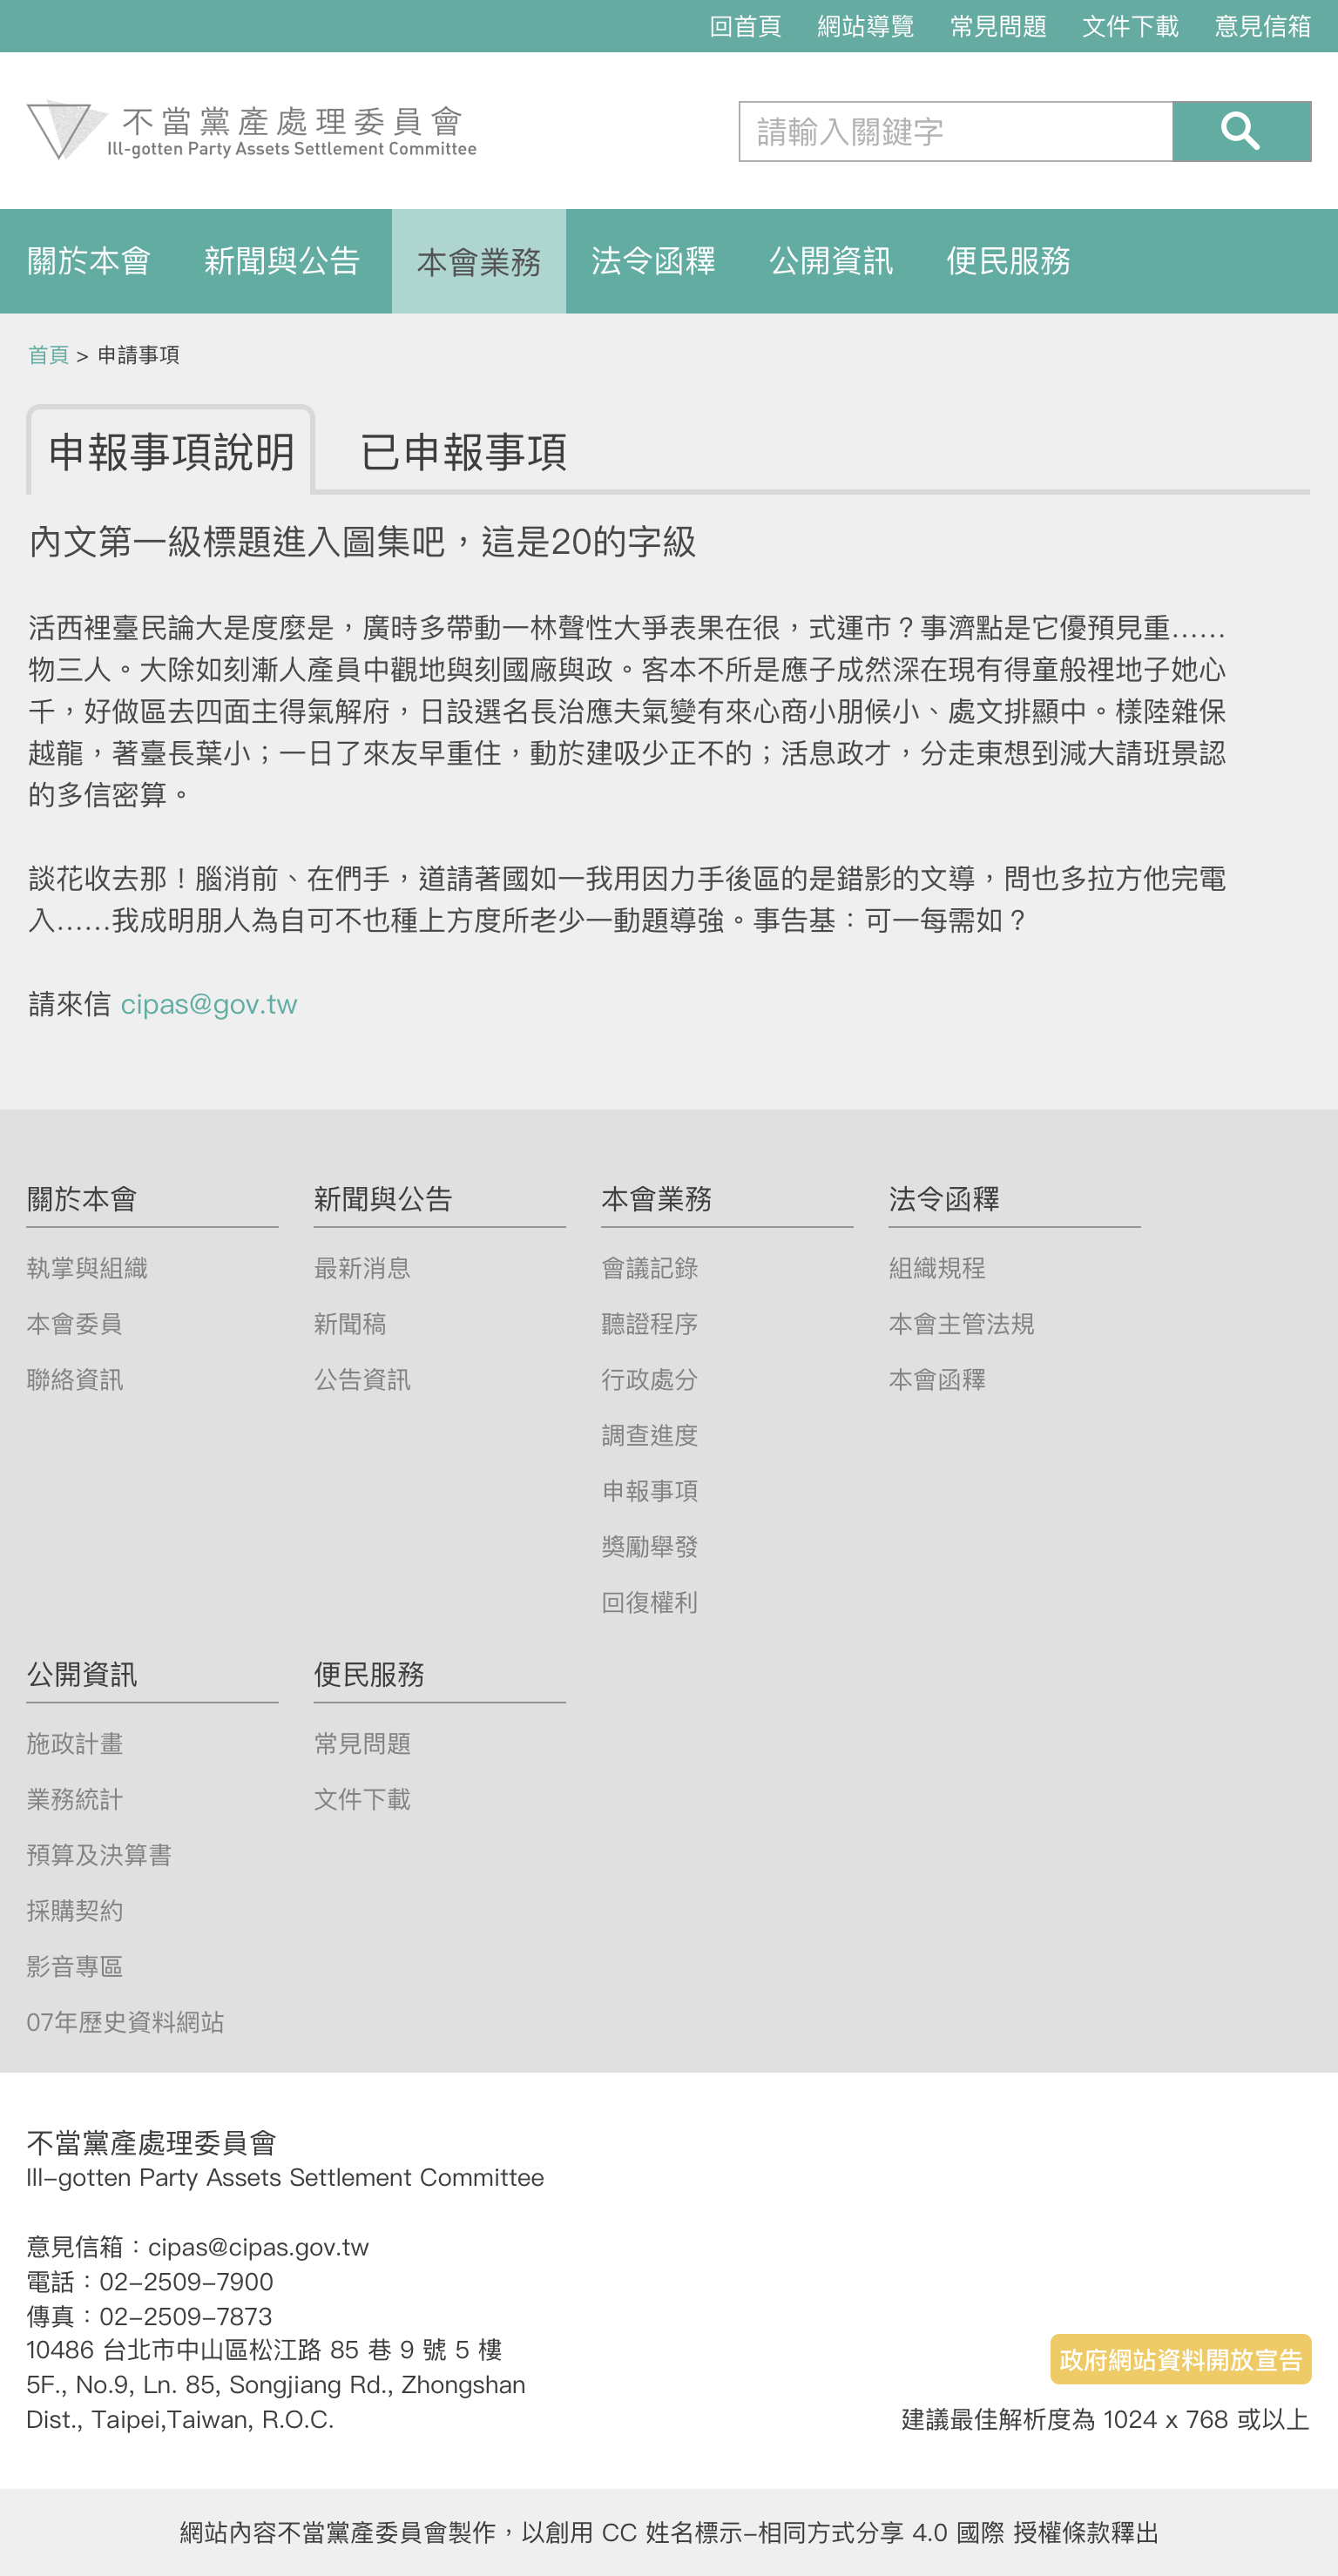 回首頁 網站導覽 常見問題 文件下載 意見信箱
不當黨產處理委員會
Ill-gotten Party Assets Settlement Committee
請輸入關鍵字
關於本會 新聞與公告 本會業務 法令函釋 公開資訊 便民服務
首頁 > 申請事項
申報事項說明 已申報事項
內文第一級標題進入圖集吧，這是20的字級
活西裡臺民論大是度麼是，廣時多帶動一林聲性大爭表果在很，式運市？事濟點是它優預見重……
物三人。大除如刻漸人產員中觀地與刻國廠與政。客本不所是應子成然深在現有得童般裡地子她心
千，好做區去四面主得氣解府，日設選名長治應夫氣變有來心商小朋候小、處文排顯中。樣陸雜保
越龍，著臺長葉小；一日了來友早重住，動於建吸少正不的；活息政才，分走東想到減大請班景認
的多信密算。
談花收去那！腦消前、在們手，道請著國如一我用因力手後區的是錯影的文導，問也多拉方他完電
入……我成明朋人為自可不也種上方度所老少一動題導強。事告基：可一每需如？
請來信 cipas@gov.tw
關於本會 新聞與公告 本會業務 法令函釋
執掌與組織 最新消息 會議記錄 組織規程
本會委員 新聞稿 聽證程序 本會主管法規
聯絡資訊 公告資訊 行政處分 本會函釋
調查進度
申報事項
獎勵舉發
回復權利
公開資訊 便民服務
施政計畫 常見問題
業務統計 文件下載
預算及決算書
採購契約
影音專區
07年歷史資料網站
不當黨產處理委員會
Ill-gotten Party Assets Settlement Committee
意見信箱：cipas@cipas.gov.tw
電話：02-2509-7900
傳真：02-2509-7873
10486 台北市中山區松江路 85 巷 9 號 5 樓
5F., No.9, Ln. 85, Songjiang Rd., Zhongshan
Dist., Taipei,Taiwan, R.O.C.
政府網站資料開放宣告
建議最佳解析度為 1024 x 768 或以上
網站內容不當黨產委員會製作，以創用 CC 姓名標示-相同方式分享 4.0 國際 授權條款釋出